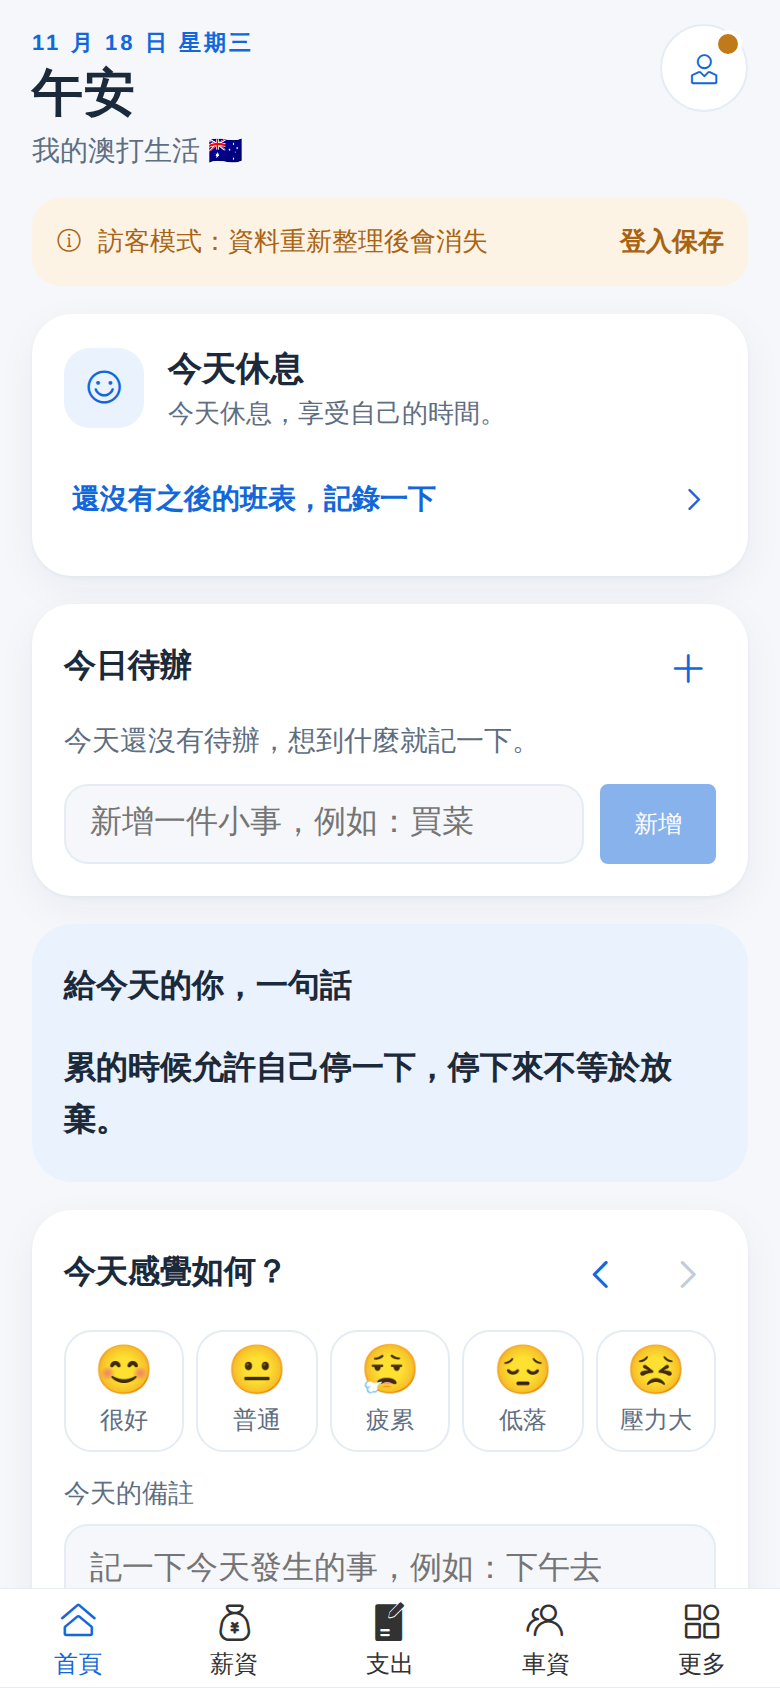 11 月 18 日 星期三
午安
我的澳打生活 🇦🇺
訪客模式：資料重新整理後會消失
登入保存
今天休息
今天休息，享受自己的時間。
還沒有之後的班表，記錄一下
今日待辦
今天還沒有待辦，想到什麼就記一下。
新增一件小事，例如：買菜
新增
給今天的你，一句話
累的時候允許自己停一下，停下來不等於放
棄。
今天感覺如何？
很好
普通
疲累
低落
壓力大
今天的備註
記一下今天發生的事，例如：下午去
首頁
薪資
支出
車資
更多